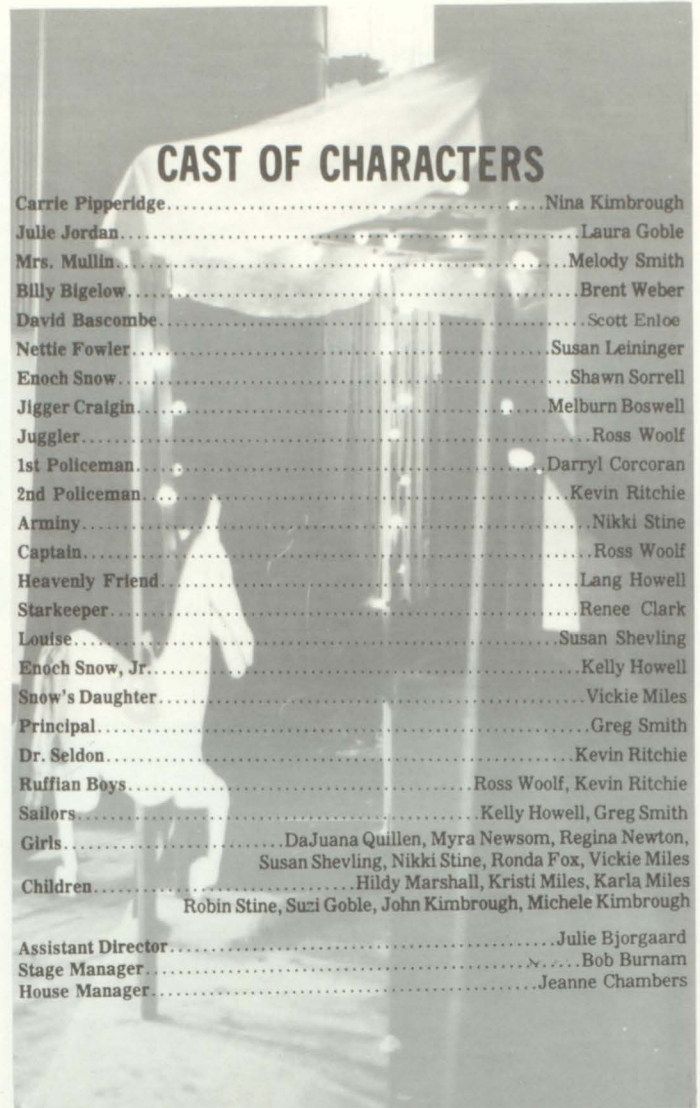 CAST OF CHARACTERS
Carrie Pipperidge....................Nina Kimbrough
Julie Jordan....................Laura Goble
Mrs. Mullin....................Melody Smith
Billy Bigelow....................Brent Weber
David Bascombe....................Scott Enloe
Nettie Fowler....................Susan Leininger
Enoch Snow....................Shawn Sorrell
Jigger Craigin....................Melburn Boswell
Juggler....................Ross Woolf
1st Policeman....................Darryl Corcoran
2nd Policeman....................Kevin Ritchie
Arminy....................Nikki Stine
Captain....................Ross Woolf
Heavenly Friend....................Lang Howell
Starkeeper....................Renee Clark
Louise....................Susan Shevling
Enoch Snow, Jr.....................Kelly Howell
Snow's Daughter....................Vickie Miles
Principal....................Greg Smith
Dr. Seldon....................Kevin Ritchie
Ruffian Boys....................Ross Woolf, Kevin Ritchie
Sailors....................Kelly Howell, Greg Smith
Girls....................DaJuana Quillen, Myra Newsom, Regina Newton,
Susan Shevling, Nikki Stine, Ronda Fox, Vickie Miles
Children....................Hildy Marshall, Kristi Miles, Karla Miles
Robin Stine, Suzi Goble, John Kimbrough, Michele Kimbrough
Assistant Director....................Julie Bjorgaard
Stage Manager....................Bob Burnam
House Manager....................Jeanne Chambers